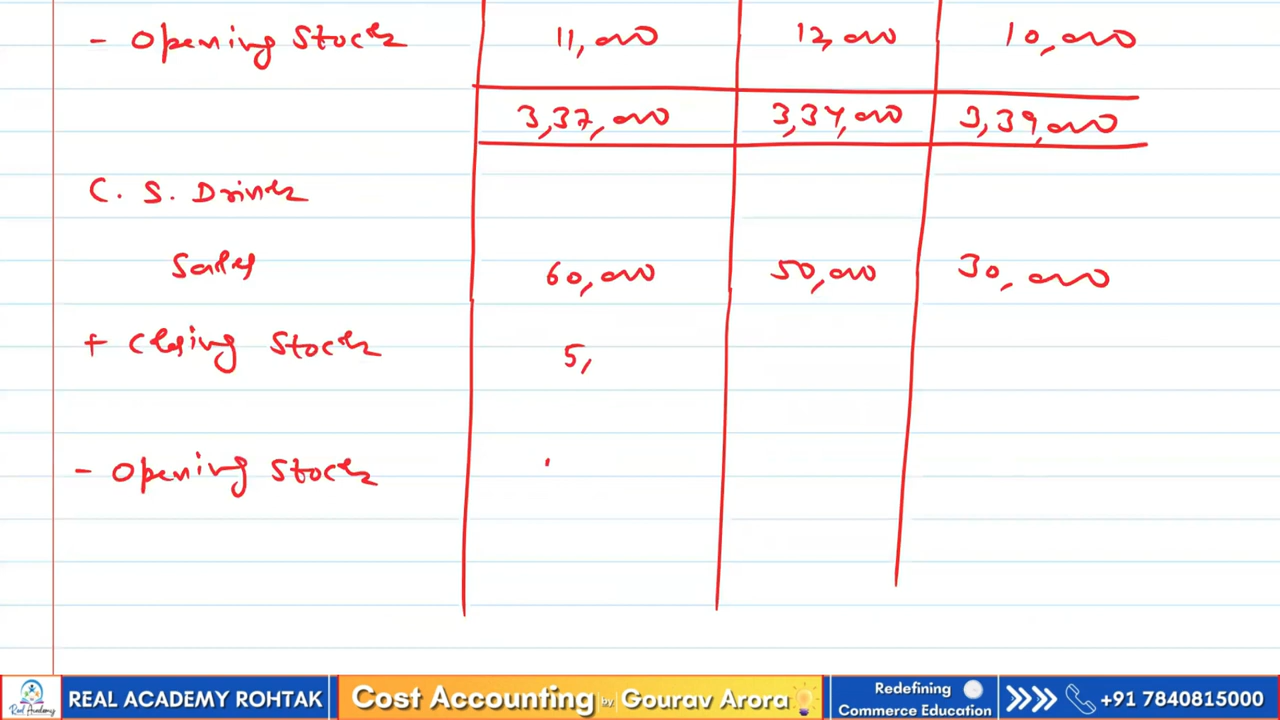 - Opening Stock 11,000 12,000 10,000
3,37,000 3,34,000 3,39,000
C. S. Drinks
Sales 60,000 50,000 30,000
+ Closing Stock 5,
- Opening Stock
Real Academy
REAL ACADEMY ROHTAK
Cost Accounting by Gourav Arora
Redefining
Commerce Education
+91 7840815000